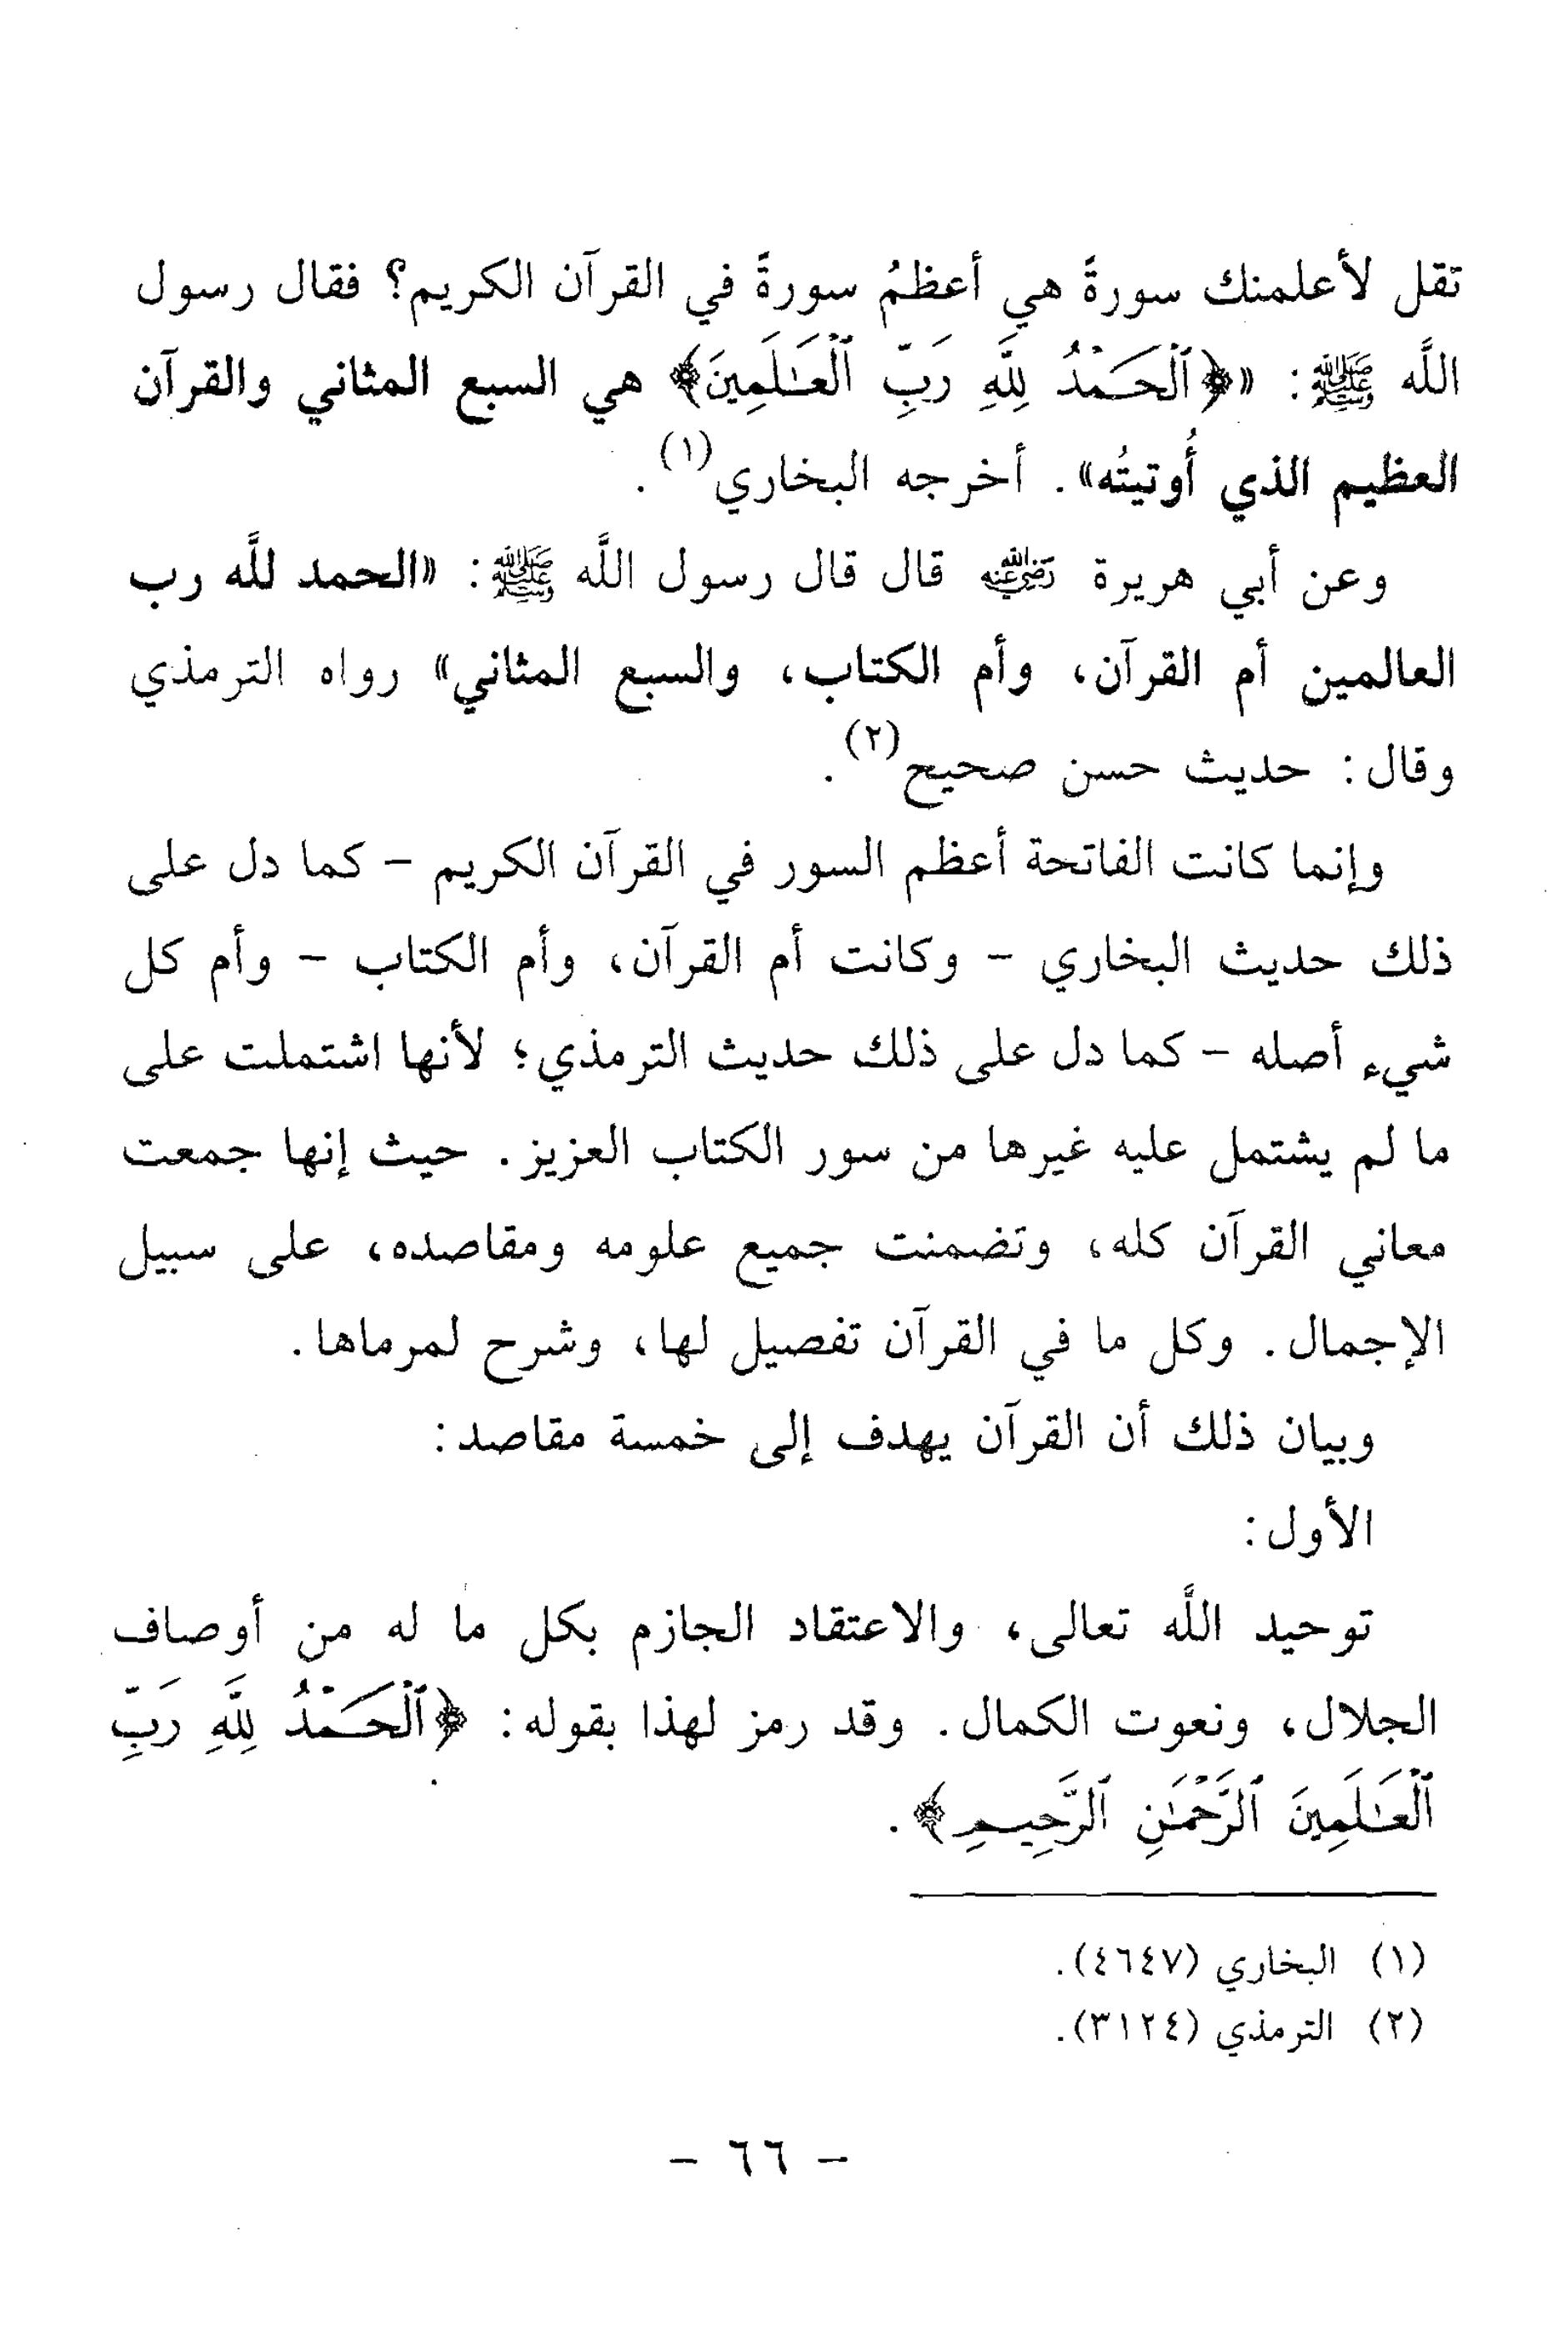 تقل لأعلمنك سورةً هي أعظمُ سورةً في القرآن الكريم؟ فقال رسول
اللَّه ﷺ: «﴿ٱلْحَمْدُ لِلَّهِ رَبِّ ٱلْعَـٰلَمِينَ﴾ هي السبع المثاني والقرآن
العظيم الذي أُوتيتُه». أخرجه البخاري(١).
وعن أبي هريرة رضي الله عنه قال قال رسول اللَّه ﷺ: «الحمد للَّه رب
العالمين أم القرآن، وأم الكتاب، والسبع المثاني» رواه الترمذي
وقال: حديث حسن صحيح(٢).
وإنما كانت الفاتحة أعظم السور في القرآن الكريم – كما دل على
ذلك حديث البخاري – وكانت أم القرآن، وأم الكتاب – وأم كل
شيء أصله – كما دل على ذلك حديث الترمذي؛ لأنها اشتملت على
ما لم يشتمل عليه غيرها من سور الكتاب العزيز. حيث إنها جمعت
معاني القرآن كله، وتضمنت جميع علومه ومقاصده، على سبيل
الإجمال. وكل ما في القرآن تفصيل لها، وشرح لمرماها.
وبيان ذلك أن القرآن يهدف إلى خمسة مقاصد:
الأول:
توحيد اللَّه تعالى، والاعتقاد الجازم بكل ما له من أوصاف
الجلال، ونعوت الكمال. وقد رمز لهذا بقوله: ﴿ٱلْحَمْدُ لِلَّهِ رَبِّ
ٱلْعَـٰلَمِينَ ٱلرَّحْمَـٰنِ ٱلرَّحِيمِ﴾.
(١) البخاري (٤٦٤٧).
(٢) الترمذي (٣١٢٤).
– ٦٦ –